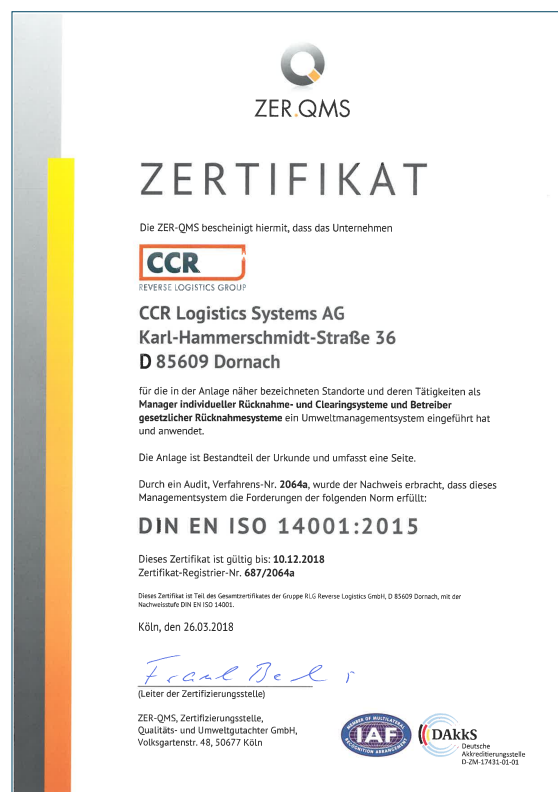 ZER.QMS
ZERTIFIKAT
Die ZER-QMS bescheinigt hiermit, dass das Unternehmen
CCR
REVERSE LOGISTICS GROUP
CCR Logistics Systems AG
Karl-Hammerschmidt-Straße 36
D 85609 Dornach
für die in der Anlage näher bezeichneten Standorte und deren Tätigkeiten als
Manager individueller Rücknahme- und Clearingsysteme und Betreiber
gesetzlicher Rücknahmesysteme ein Umweltmanagementsystem eingeführt hat
und anwendet.
Die Anlage ist Bestandteil der Urkunde und umfasst eine Seite.
Durch ein Audit, Verfahrens-Nr. 2064a, wurde der Nachweis erbracht, dass dieses
Managementsystem die Forderungen der folgenden Norm erfüllt:
DIN EN ISO 14001:2015
Dieses Zertifikat ist gültig bis: 10.12.2018
Zertifikat-Registrier-Nr. 687/2064a
Dieses Zertifikat ist Teil des Gesamtzertifikates der Gruppe RLG Reverse Logistics GmbH, D 85609 Dornach, mit der
Nachweisstufe DIN EN ISO 14001.
Köln, den 26.03.2018
(Leiter der Zertifizierungsstelle)
ZER-QMS, Zertifizierungsstelle,
Qualitäts- und Umweltgutachter GmbH,
Volksgartenstr. 48, 50677 Köln
MEMBER OF MULTILATERAL
IAF
RECOGNITION ARRANGEMENT
DAkkS
Deutsche
Akkreditierungsstelle
D-ZM-17431-01-01